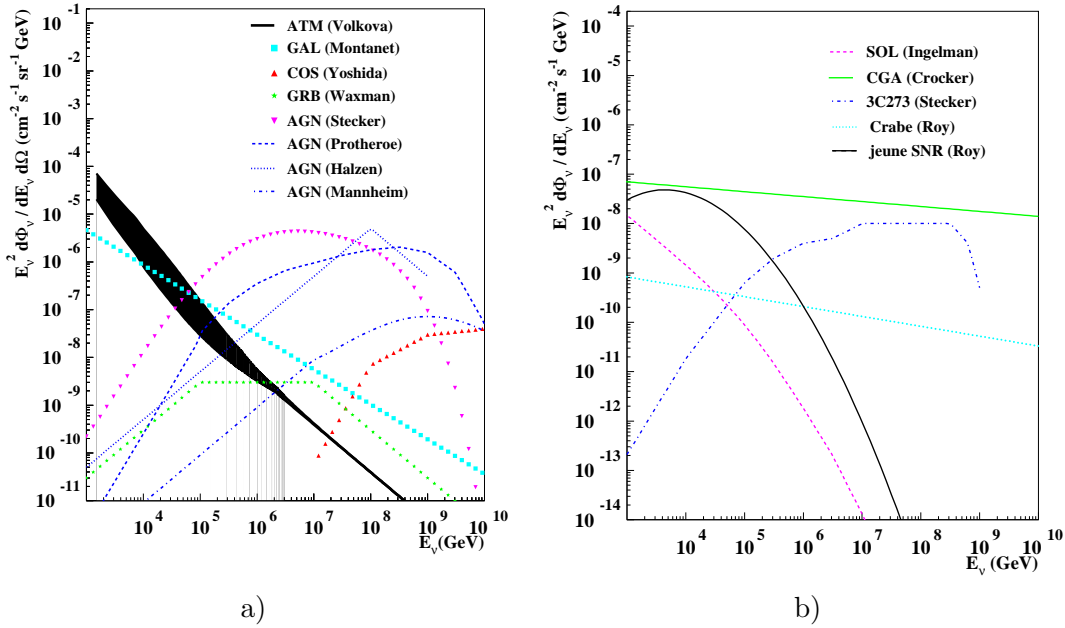 E_ν^2 dΦ_ν / dE_ν dΩ (cm^-2 s^-1 sr^-1 GeV)
10^-1
10^0
10^-1
10^-2
10^-3
10^-4
10^-5
10^-6
10^-7
10^-8
10^-9
10^-10
10^-11
ATM (Volkova)
GAL (Montanet)
COS (Yoshida)
GRB (Waxman)
AGN (Stecker)
AGN (Protheroe)
AGN (Halzen)
AGN (Mannheim)
10^4 10^5 10^6 10^7 10^8 10^9 10^10
E_ν(GeV)
a)
E_ν^2 dΦ_ν / dE_ν (cm^-2 s^-1 GeV)
10^-4
10^-5
10^-6
10^-7
10^-8
10^-9
10^-10
10^-11
10^-12
10^-13
10^-14
SOL (Ingelman)
CGA (Crocker)
3C273 (Stecker)
Crabe (Roy)
jeune SNR (Roy)
10^4 10^5 10^6 10^7 10^8 10^9 10^10
E_ν (GeV)
b)